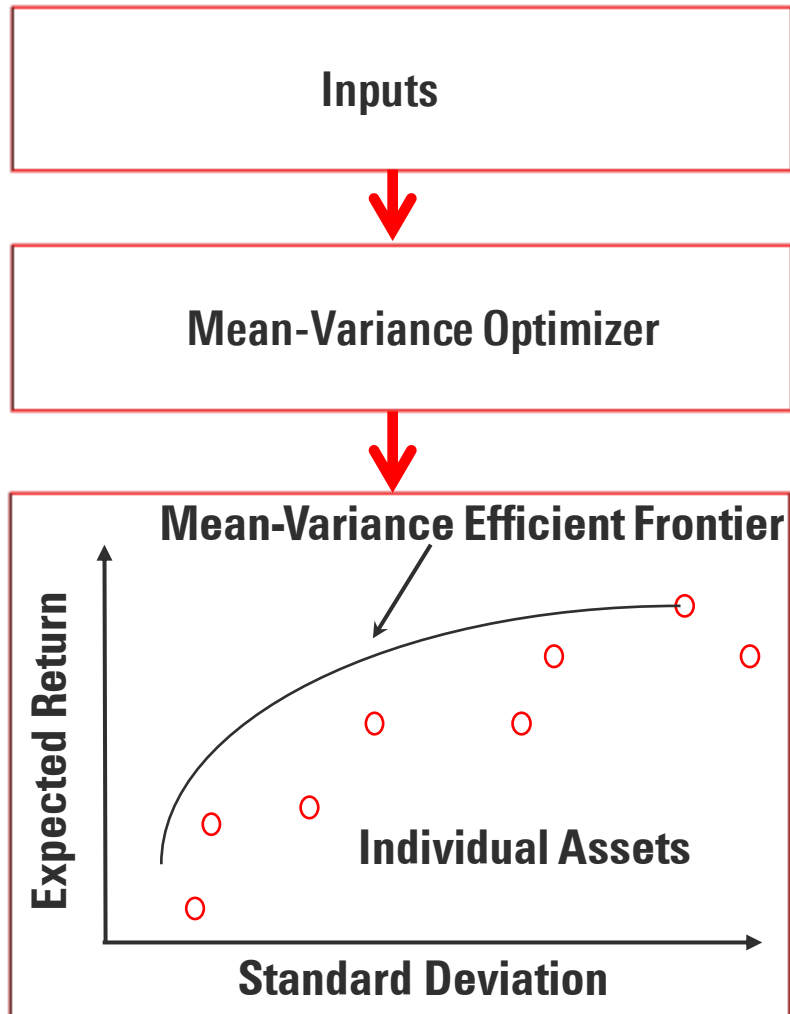 Inputs
Mean-Variance Optimizer
Mean-Variance Efficient Frontier
Expected Return
Individual Assets
Standard Deviation